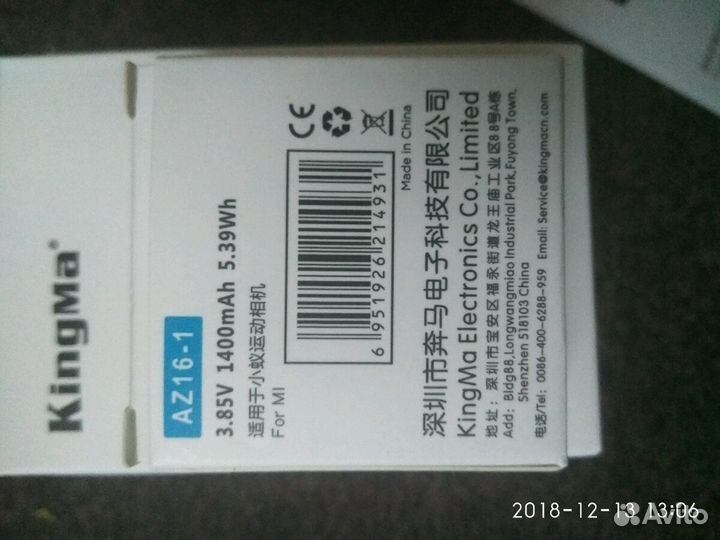 KingMa®
AZ16-1
3.85V 1400mAh 5.39Wh
适用于小蚁运动相机
For MI
6 951926 214931
Made in China
深圳市奔马电子科技有限公司
KingMa Electronics Co.,Limited
地址: 深圳市宝安区福永街道龙王庙工业区88号A栋
Add: Bldg88,Longwangmiao Industrial Park,Fuyong Town,
Shenzhen 518103 China
电话/Tel: 0086-400-6288-959 Email: Service@kingmacn.com
2018-12-13 13:06
Avito